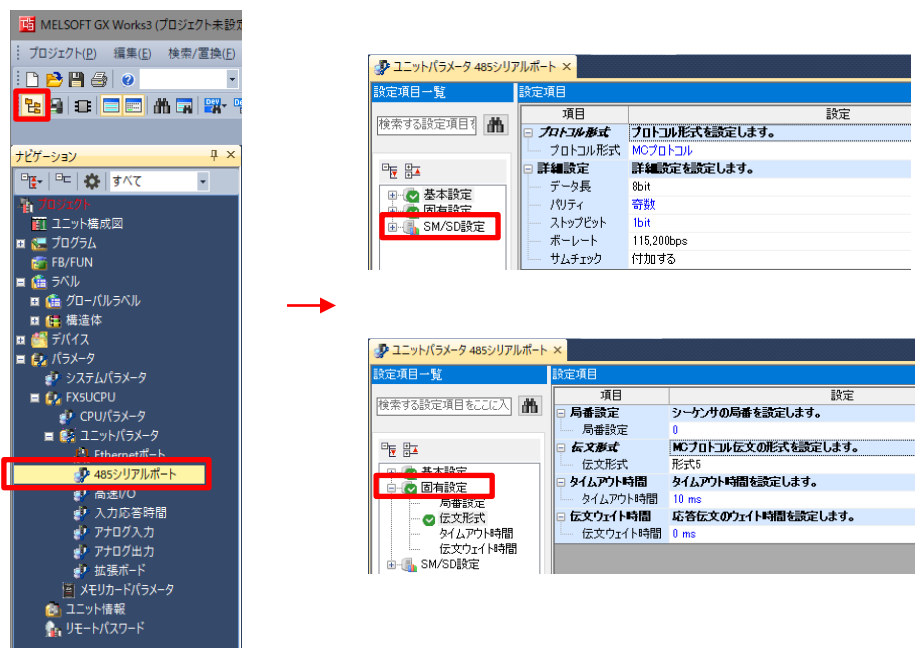 MELSOFT GX Works3 (プロジェクト未設定
プロジェクト(P) 編集(E) 検索/置換(F)
ナビゲーション
すべて
プロジェクト
ユニット構成図
プログラム
FB/FUN
ラベル
グローバルラベル
構造体
デバイス
パラメータ
システムパラメータ
FX5UCPU
CPUパラメータ
ユニットパラメータ
Ethernetポート
485シリアルポート
高速I/O
入力応答時間
アナログ入力
アナログ出力
拡張ボード
メモリカードパラメータ
ユニット情報
リモートパスワード
ユニットパラメータ 485シリアルポート
設定項目一覧
検索する設定項目を
基本設定
固有設定
SM/SD設定
設定項目
項目 設定
プロトコル形式 プロトコル形式を設定します。
プロトコル形式 MCプロトコル
詳細設定 詳細設定を設定します。
データ長 8bit
パリティ 奇数
ストップビット 1bit
ボーレート 115,200bps
サムチェック 付加する
ユニットパラメータ 485シリアルポート
設定項目一覧
検索する設定項目をここに入
基本設定
固有設定
局番設定
伝文形式
タイムアウト時間
伝文ウェイト時間
SM/SD設定
設定項目
項目 設定
局番設定 シーケンサの局番を設定します。
局番設定 0
伝文形式 MCプロトコル伝文の形式を設定します。
伝文形式 形式5
タイムアウト時間 タイムアウト時間を設定します。
タイムアウト時間 10 ms
伝文ウェイト時間 応答伝文のウェイト時間を設定します。
伝文ウェイト時間 0 ms